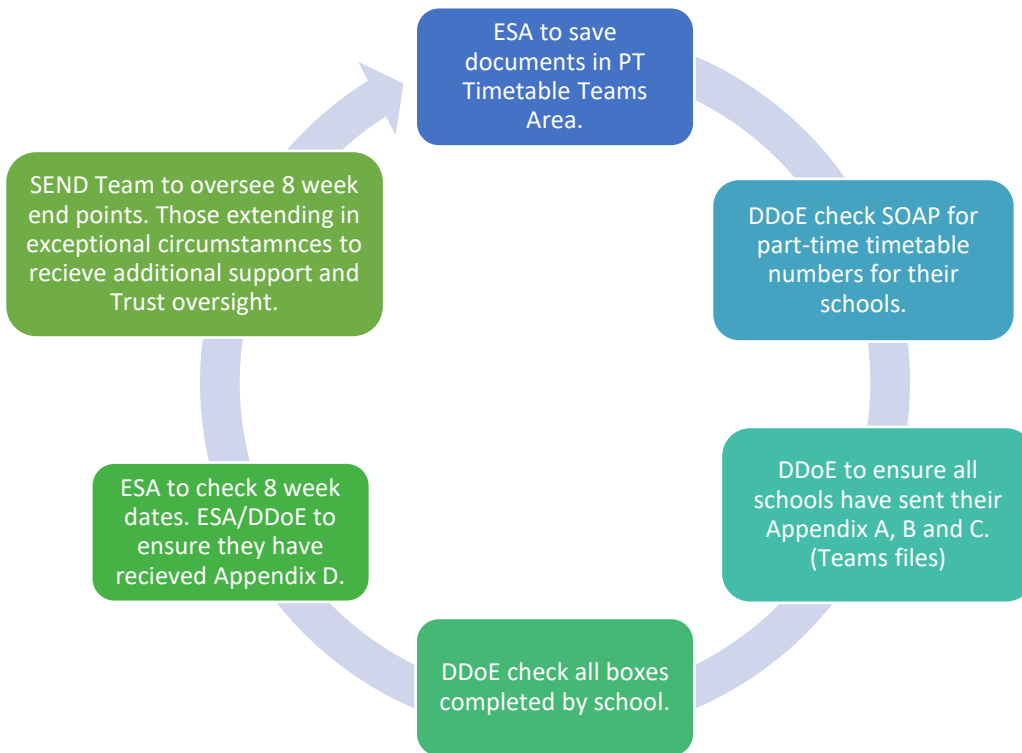 ESA to save
documents in PT
Timetable Teams
Area.
DDoE check SOAP for
part-time timetable
numbers for their
schools.
DDoE to ensure all
schools have sent their
Appendix A, B and C.
(Teams files)
DDoE check all boxes
completed by school.
ESA to check 8 week
dates. ESA/DDoE to
ensure they have
recieved Appendix D.
SEND Team to oversee 8 week
end points. Those extending in
exceptional circumstamnces to
recieve additional support and
Trust oversight.